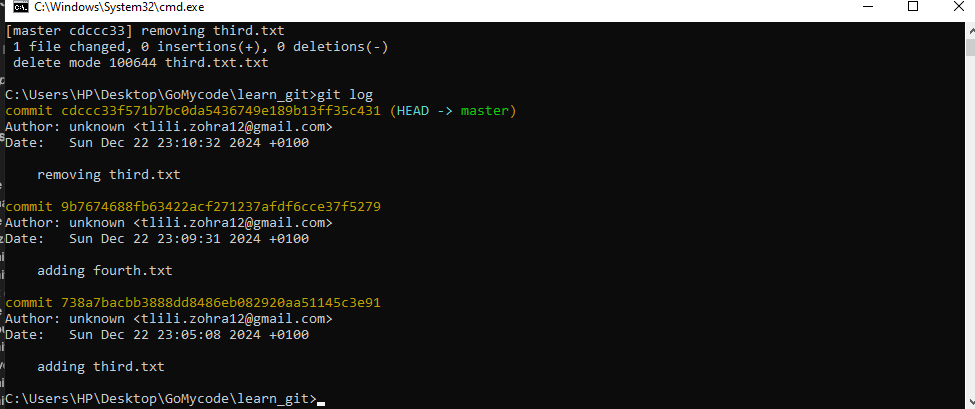 C:\Windows\System32\cmd.exe
[master cdccc33] removing third.txt
1 file changed, 0 insertions(+), 0 deletions(-)
delete mode 100644 third.txt.txt
C:\Users\HP\Desktop\GoMycode\learn_git>git log
commit cdccc33f571b7bc0da5436749e189b13ff35c431 (HEAD -> master)
Author: unknown <tlili.zohra12@gmail.com>
Date:   Sun Dec 22 23:10:32 2024 +0100
removing third.txt
commit 9b7674688fb63422acf271237afdf6cce37f5279
Author: unknown <tlili.zohra12@gmail.com>
Date:   Sun Dec 22 23:09:31 2024 +0100
adding fourth.txt
commit 738a7bacbb3888dd8486eb082920aa51145c3e91
Author: unknown <tlili.zohra12@gmail.com>
Date:   Sun Dec 22 23:05:08 2024 +0100
adding third.txt
C:\Users\HP\Desktop\GoMycode\learn_git>